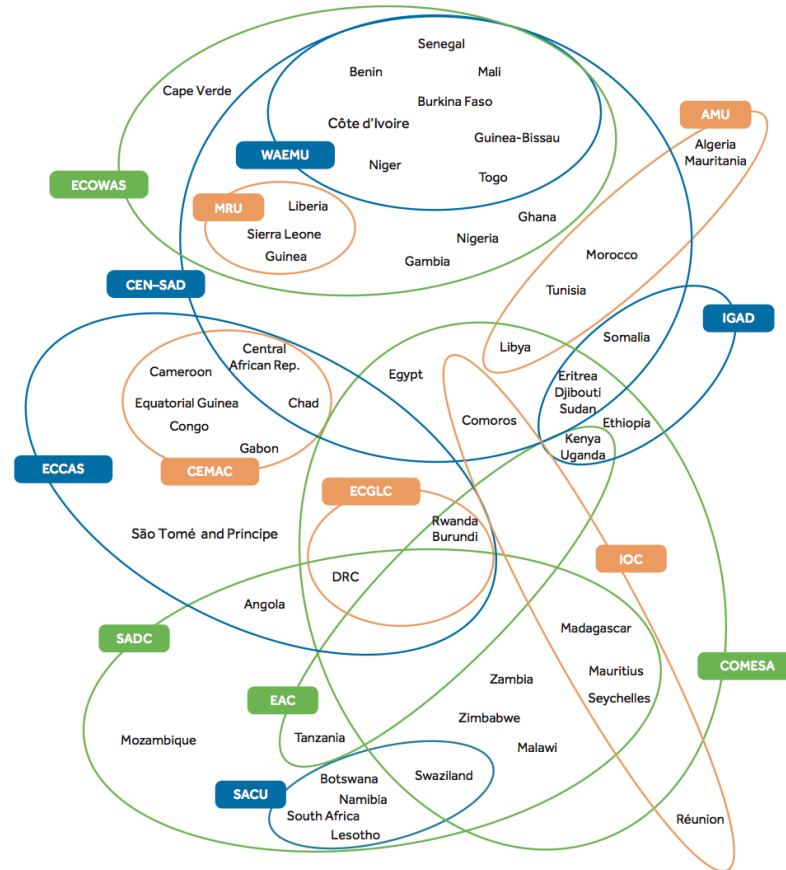 Senegal
Benin
Mali
Cape Verde
Burkina Faso
Côte d'Ivoire
AMU
Guinea-Bissau
Algeria
Mauritania
WAEMU
Niger
Togo
ECOWAS
MRU
Liberia
Ghana
Sierra Leone
Nigeria
Guinea
Gambia
Morocco
CEN–SAD
Tunisia
IGAD
Somalia
Libya
Central
African Rep.
Cameroon
Egypt
Eritrea
Djibouti
Sudan
Equatorial Guinea
Chad
Comoros
Ethiopia
Congo
Kenya
Uganda
Gabon
ECCAS
CEMAC
ECGLC
Rwanda
Burundi
São Tomé and Principe
IOC
DRC
Angola
Madagascar
SADC
COMESA
Mauritius
Zambia
Seychelles
EAC
Zimbabwe
Mozambique
Tanzania
Malawi
Botswana
Swaziland
SACU
Namibia
South Africa
Lesotho
Réunion